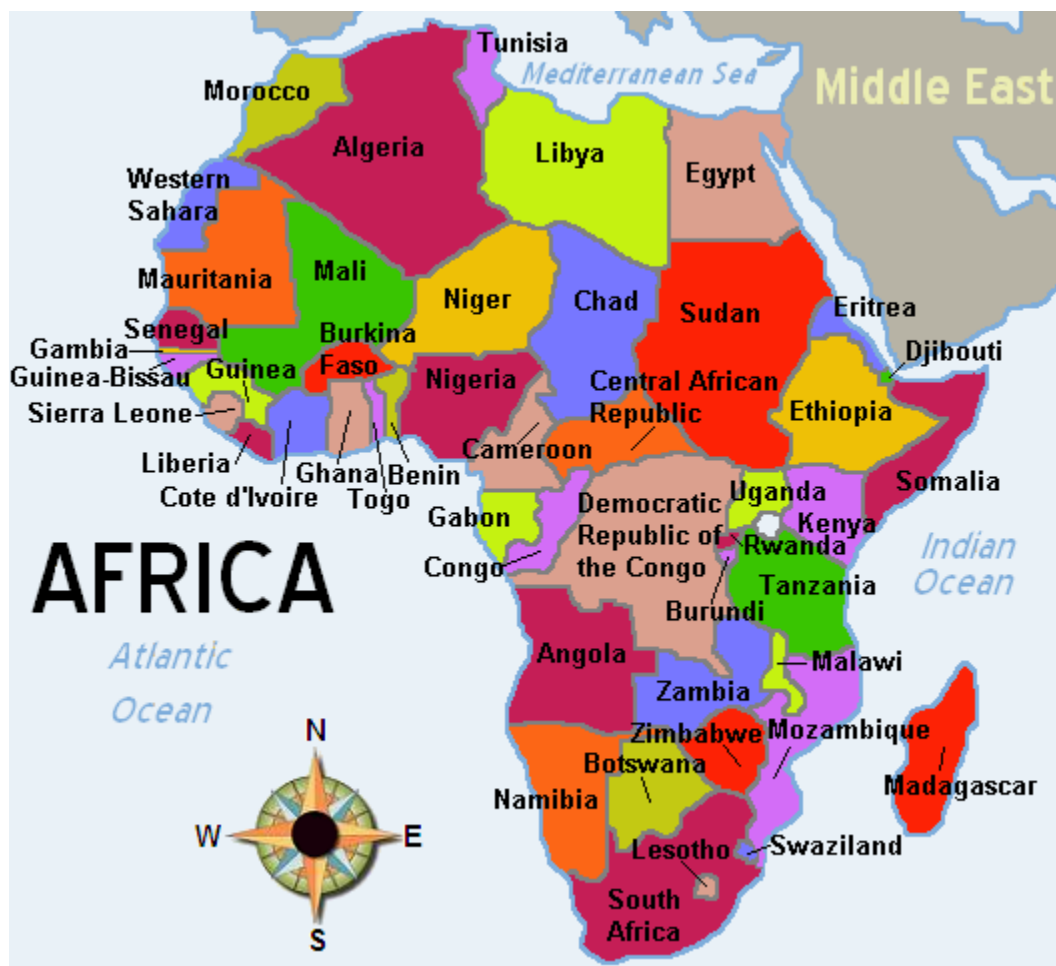 Tunisia
Mediterranean Sea
Middle East
Morocco
Algeria
Libya
Egypt
Western
Sahara
Mauritania
Mali
Niger
Chad
Sudan
Eritrea
Senegal
Burkina
Faso
Gambia
Guinea-Bissau
Guinea
Nigeria
Djibouti
Central African
Republic
Ethiopia
Sierra Leone
Cameroon
Liberia
Cote d'Ivoire
Ghana
Togo
Benin
Somalia
Gabon
Congo
Democratic
Republic of
the Congo
Uganda
Kenya
Rwanda
Tanzania
Burundi
Indian
Ocean
AFRICA
Atlantic
Ocean
Angola
Zambia
Malawi
Zimbabwe
Mozambique
Botswana
Namibia
Madagascar
Lesotho
Swaziland
South
Africa
N
W
E
S